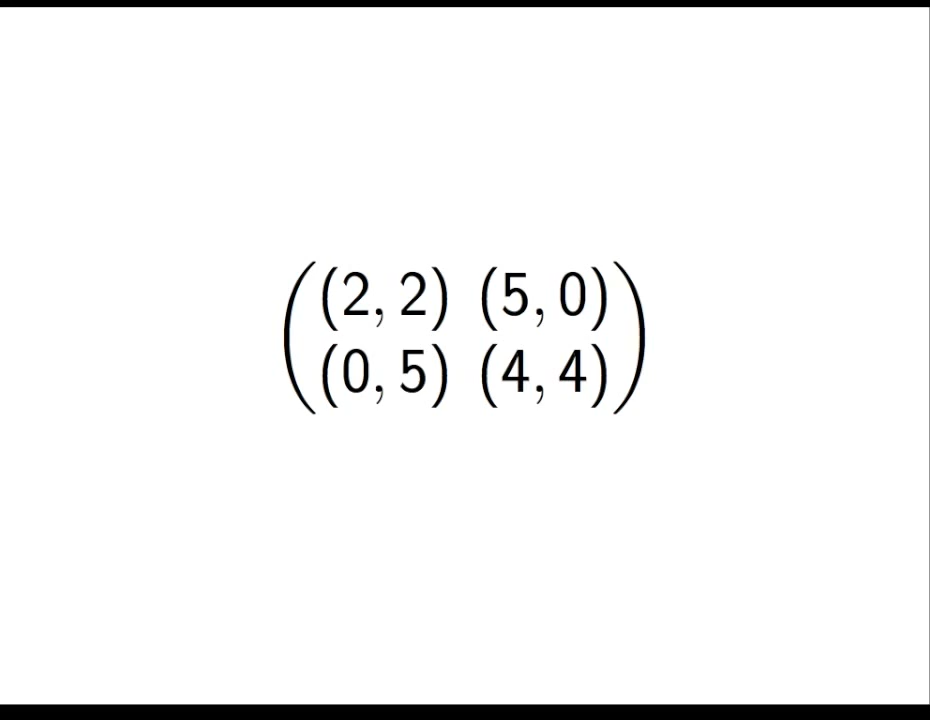 (2, 2) (5, 0)
(0, 5) (4, 4)